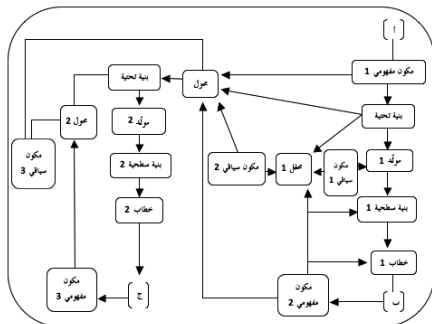 [ أ ]
مكون مفهومي 1
بنية تحتية
مولّد 1
مكون
سياقي 1
محلل 1
مكون سياقي 2
بنية سطحية 1
خطاب 1
[ب]
مكون
مفهومي 2
محول
بنية تحتية
مولّد 2
بنية سطحية 2
خطاب 2
[ج]
محول 2
مكون
سياقي 3
مكون
مفهومي 3